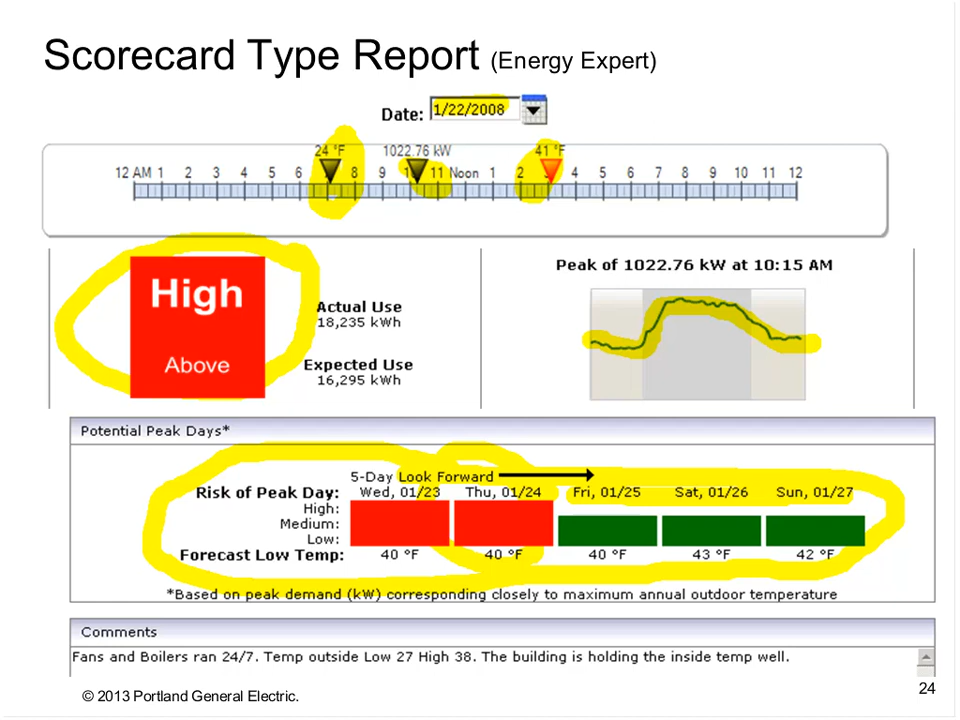 Scorecard Type Report (Energy Expert)
Date: 1/22/2008
24 °F 1022.76 kW 41 °F
12 AM 1 2 3 4 5 6 8 9 11 Noon 1 2 4 5 6 7 8 9 10 11 12
Peak of 1022.76 kW at 10:15 AM
High
Above
Actual Use
18,235 kWh
Expected Use
16,295 kWh
Potential Peak Days*
5-Day Look Forward
Risk of Peak Day: Wed, 01/23 Thu, 01/24 Fri, 01/25 Sat, 01/26 Sun, 01/27
High:
Medium:
Low:
Forecast Low Temp: 40 °F 40 °F 40 °F 43 °F 42 °F
*Based on peak demand (kW) corresponding closely to maximum annual outdoor temperature
Comments
Fans and Boilers ran 24/7. Temp outside Low 27 High 38. The building is holding the inside temp well.
© 2013 Portland General Electric.
24